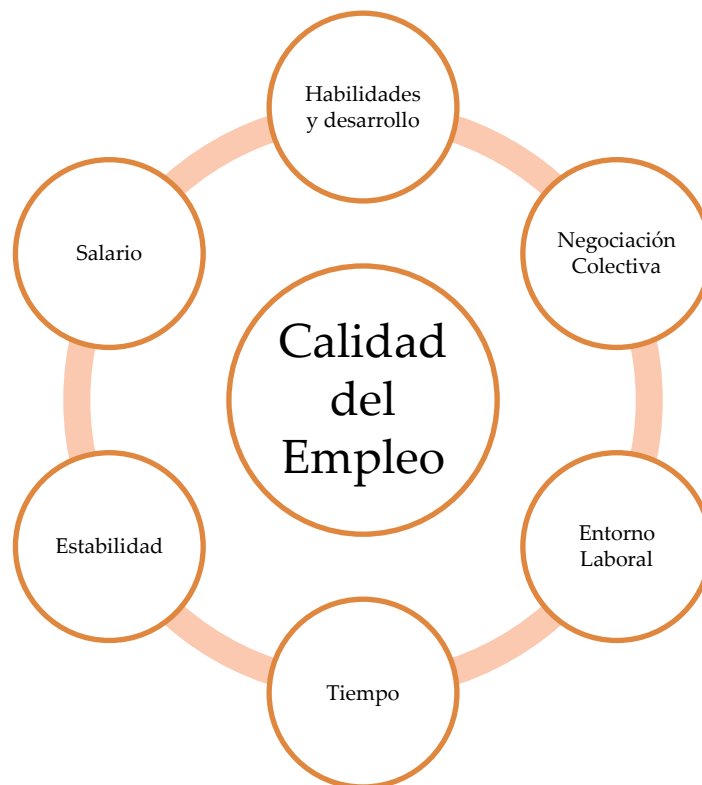 Habilidades
y desarrollo
Negociación
Colectiva
Entorno
Laboral
Tiempo
Estabilidad
Salario
Calidad
del
Empleo